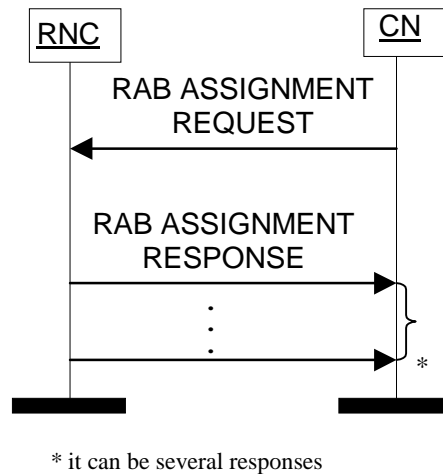 RNC
CN
RAB ASSIGNMENT
REQUEST
RAB ASSIGNMENT
RESPONSE
*
* it can be several responses